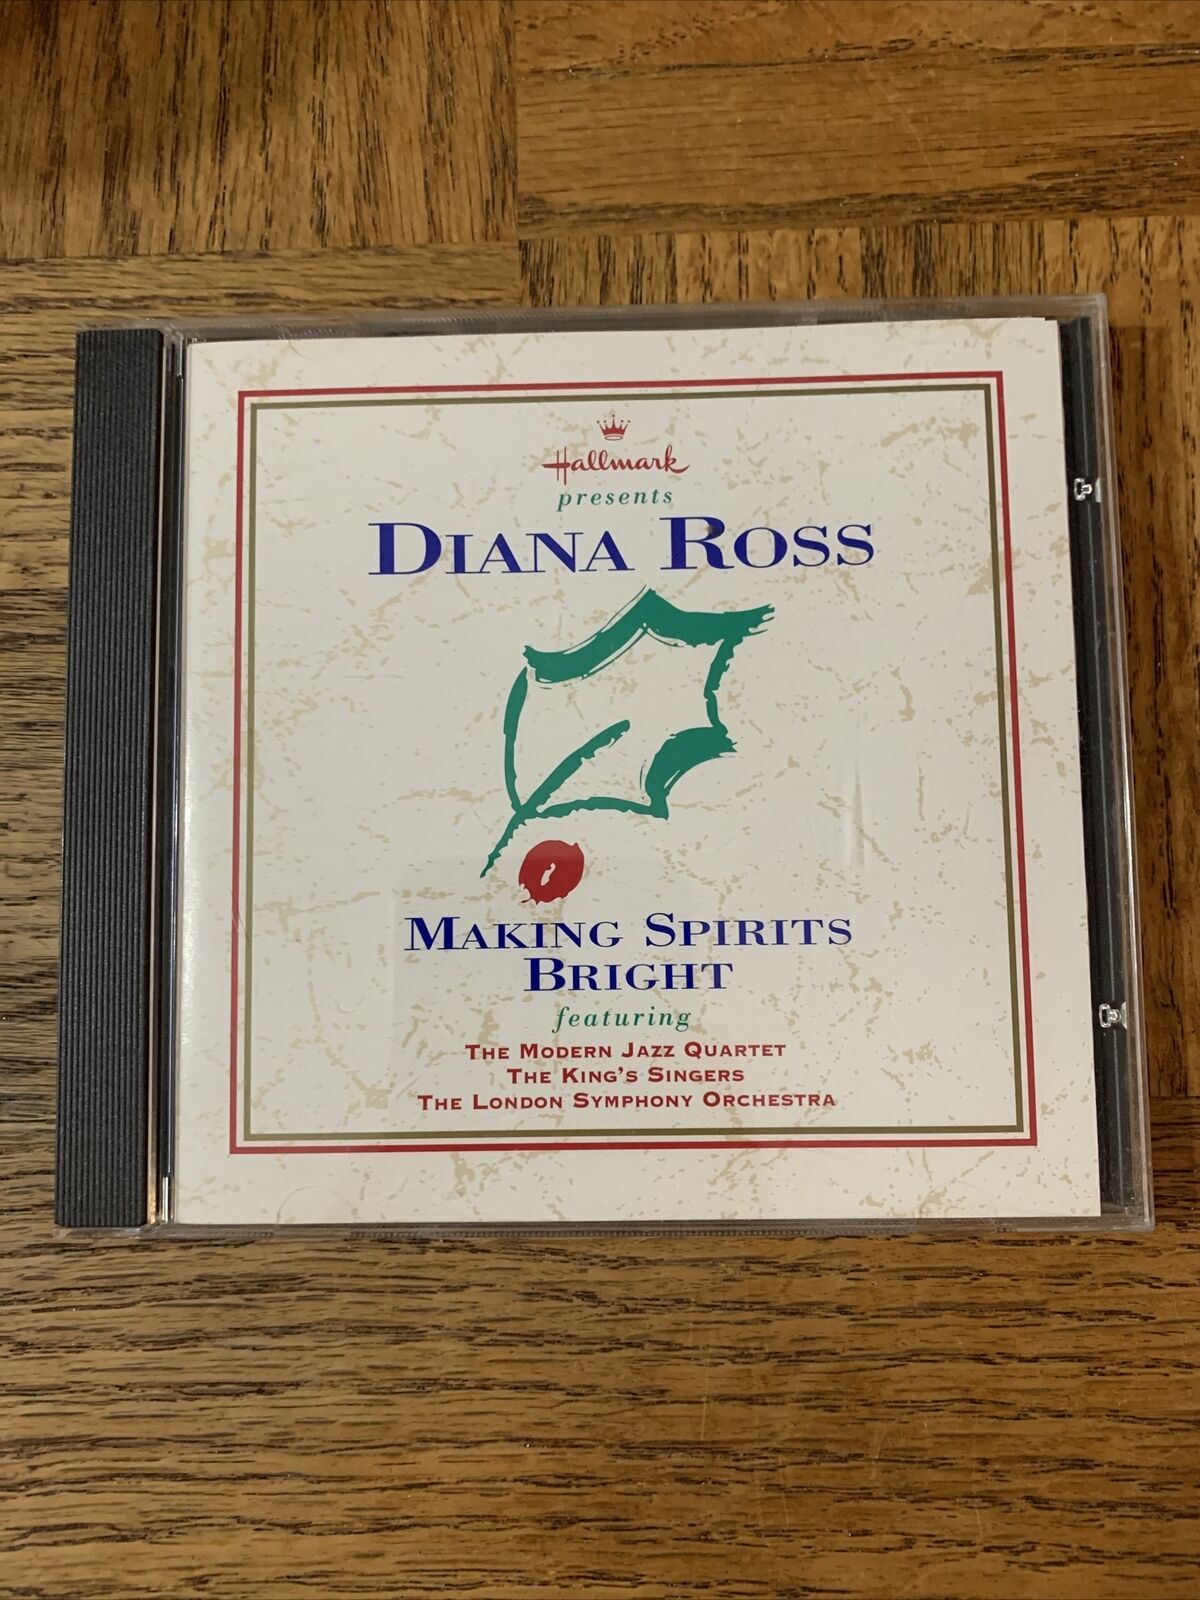 Hallmark
presents
DIANA ROSS
MAKING SPIRITS
BRIGHT
featuring
THE MODERN JAZZ QUARTET
THE KING'S SINGERS
THE LONDON SYMPHONY ORCHESTRA